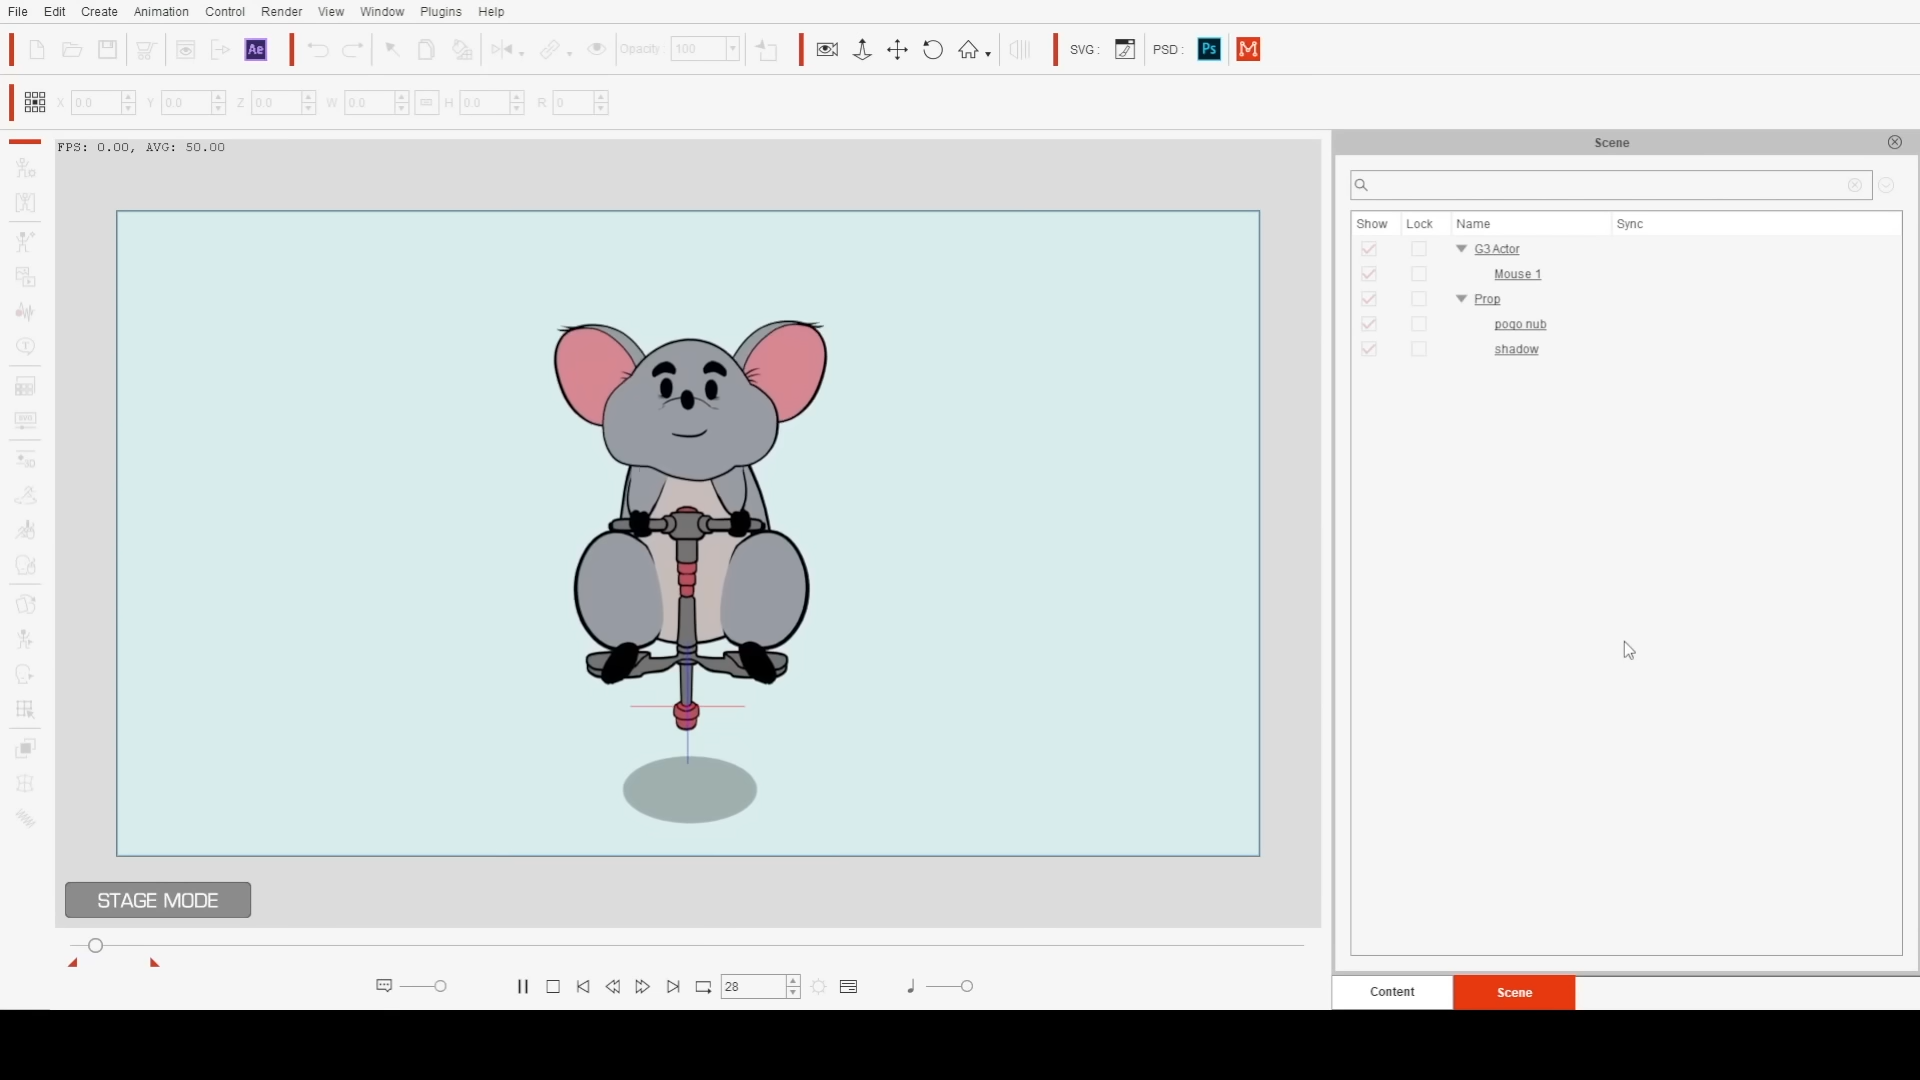 File Edit Create Animation Control Render View Window Plugins Help
Ae Opacity 100 SVG : PSD : Ps
X 0.0 Y 0.0 Z 0.0 W 0.0 H 0.0 R 0
FPS: 0.00, AVG: 50.00
Scene
Show Lock Name Sync
G3 Actor
Mouse 1
Prop
pogo nub
shadow
STAGE MODE
28
Content Scene